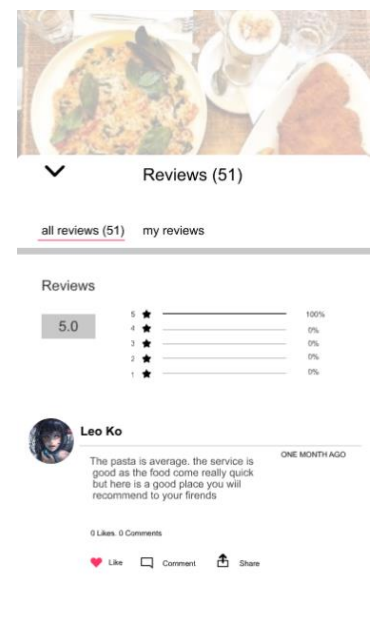 Reviews (51)
all reviews (51) my reviews
Reviews
5.0
5 100%
4 0%
3 0%
2 0%
1 0%
Leo Ko
ONE MONTH AGO
The pasta is average. the service is
good as the food come really quick
but here is a good place you will
recommend to your firends
0 Likes. 0 Comments
Like Comment Share